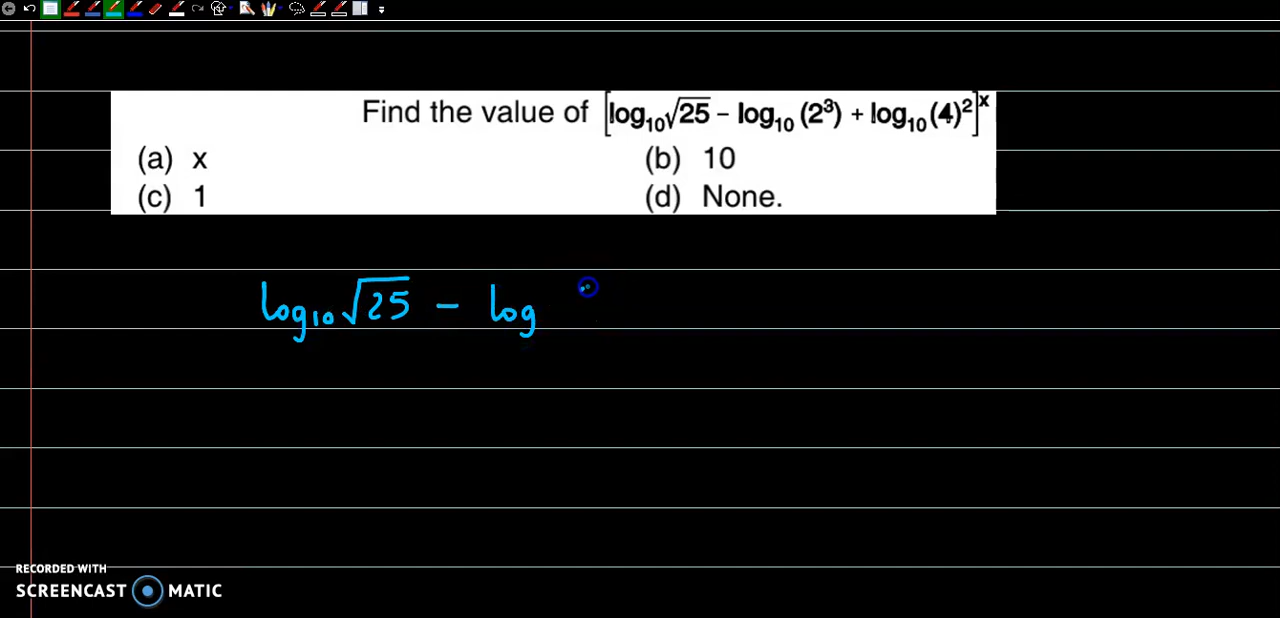 Find the value of [log₁₀√25 − log₁₀ (2³) + log₁₀ (4)²]ˣ
(a) x (b) 10
(c) 1 (d) None.
log₁₀ √25 − log
RECORDED WITH
SCREENCAST MATIC